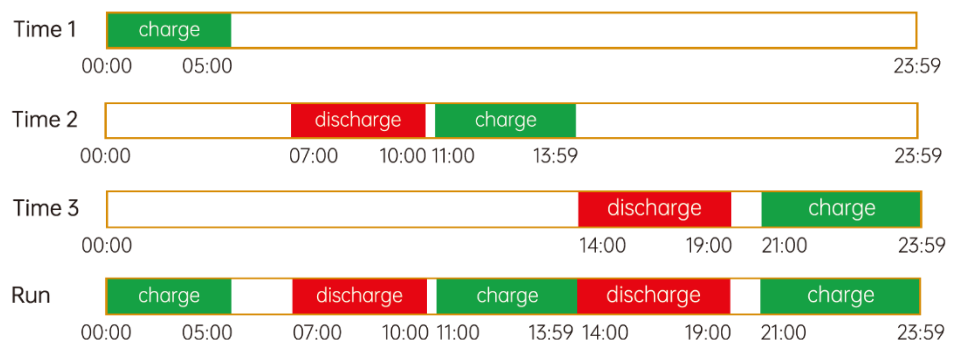 Time 1 charge
00:00 05:00 23:59
Time 2 discharge charge
00:00 07:00 10:00 11:00 13:59 23:59
Time 3 discharge charge
00:00 14:00 19:00 21:00 23:59
Run charge discharge charge discharge charge
00:00 05:00 07:00 10:00 11:00 13:59 14:00 19:00 21:00 23:59